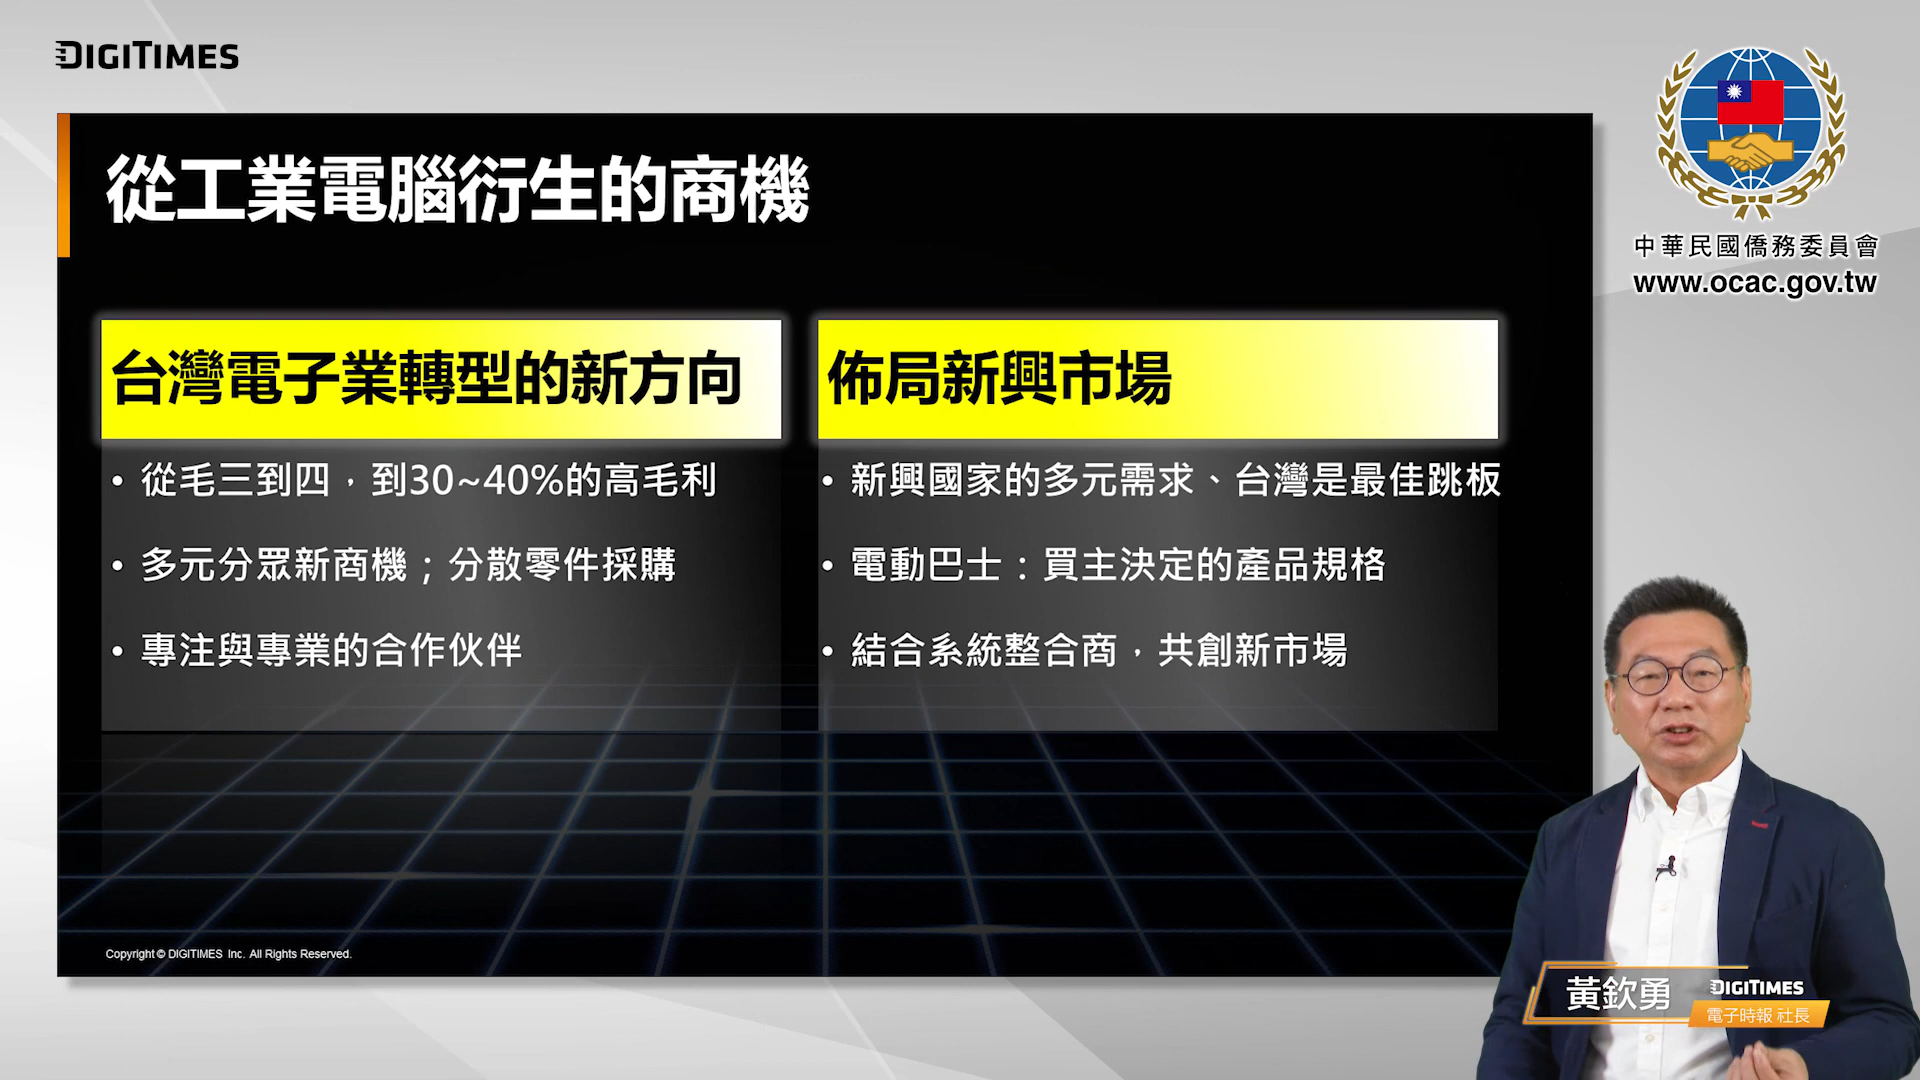 DIGITIMES
中華民國僑務委員會
www.ocac.gov.tw
從工業電腦衍生的商機
台灣電子業轉型的新方向
• 從毛三到四，到30~40%的高毛利
• 多元分眾新商機；分散零件採購
• 專注與專業的合作伙伴
佈局新興市場
• 新興國家的多元需求、台灣是最佳跳板
• 電動巴士：買主決定的產品規格
• 結合系統整合商，共創新市場
Copyright © DIGITIMES Inc. All Rights Reserved.
黃欽勇
DIGITIMES
電子時報 社長